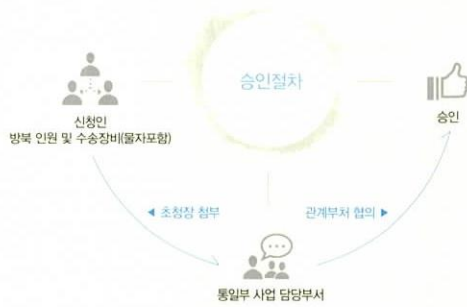 승인절차
신청인
방북 인원 및 수송장비(물자포함)
승인
◀ 초청장 첨부
관계부처 협의 ▶
통일부 사업 담당부서